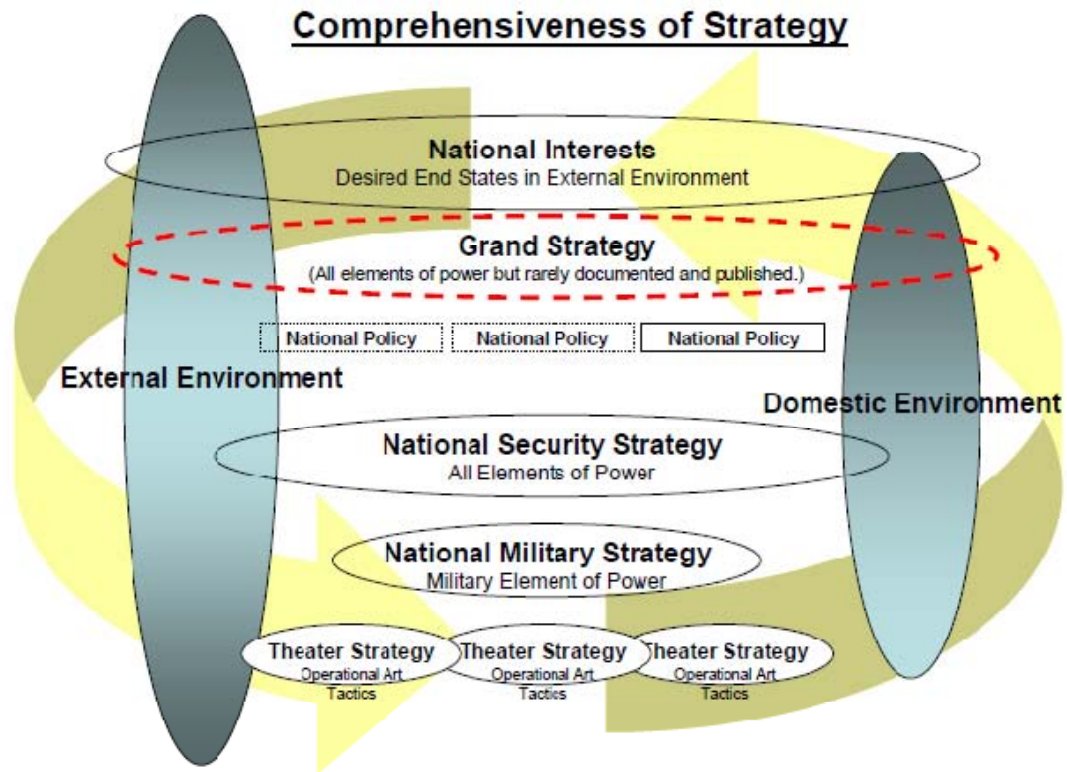 Comprehensiveness of Strategy
National Interests
Desired End States in External Environment
Grand Strategy
(All elements of power but rarely documented and published.)
National Policy
National Policy
National Policy
External Environment
Domestic Environment
National Security Strategy
All Elements of Power
National Military Strategy
Military Element of Power
Theater Strategy
Operational Art
Tactics
Theater Strategy
Operational Art
Tactics
Theater Strategy
Operational Art
Tactics